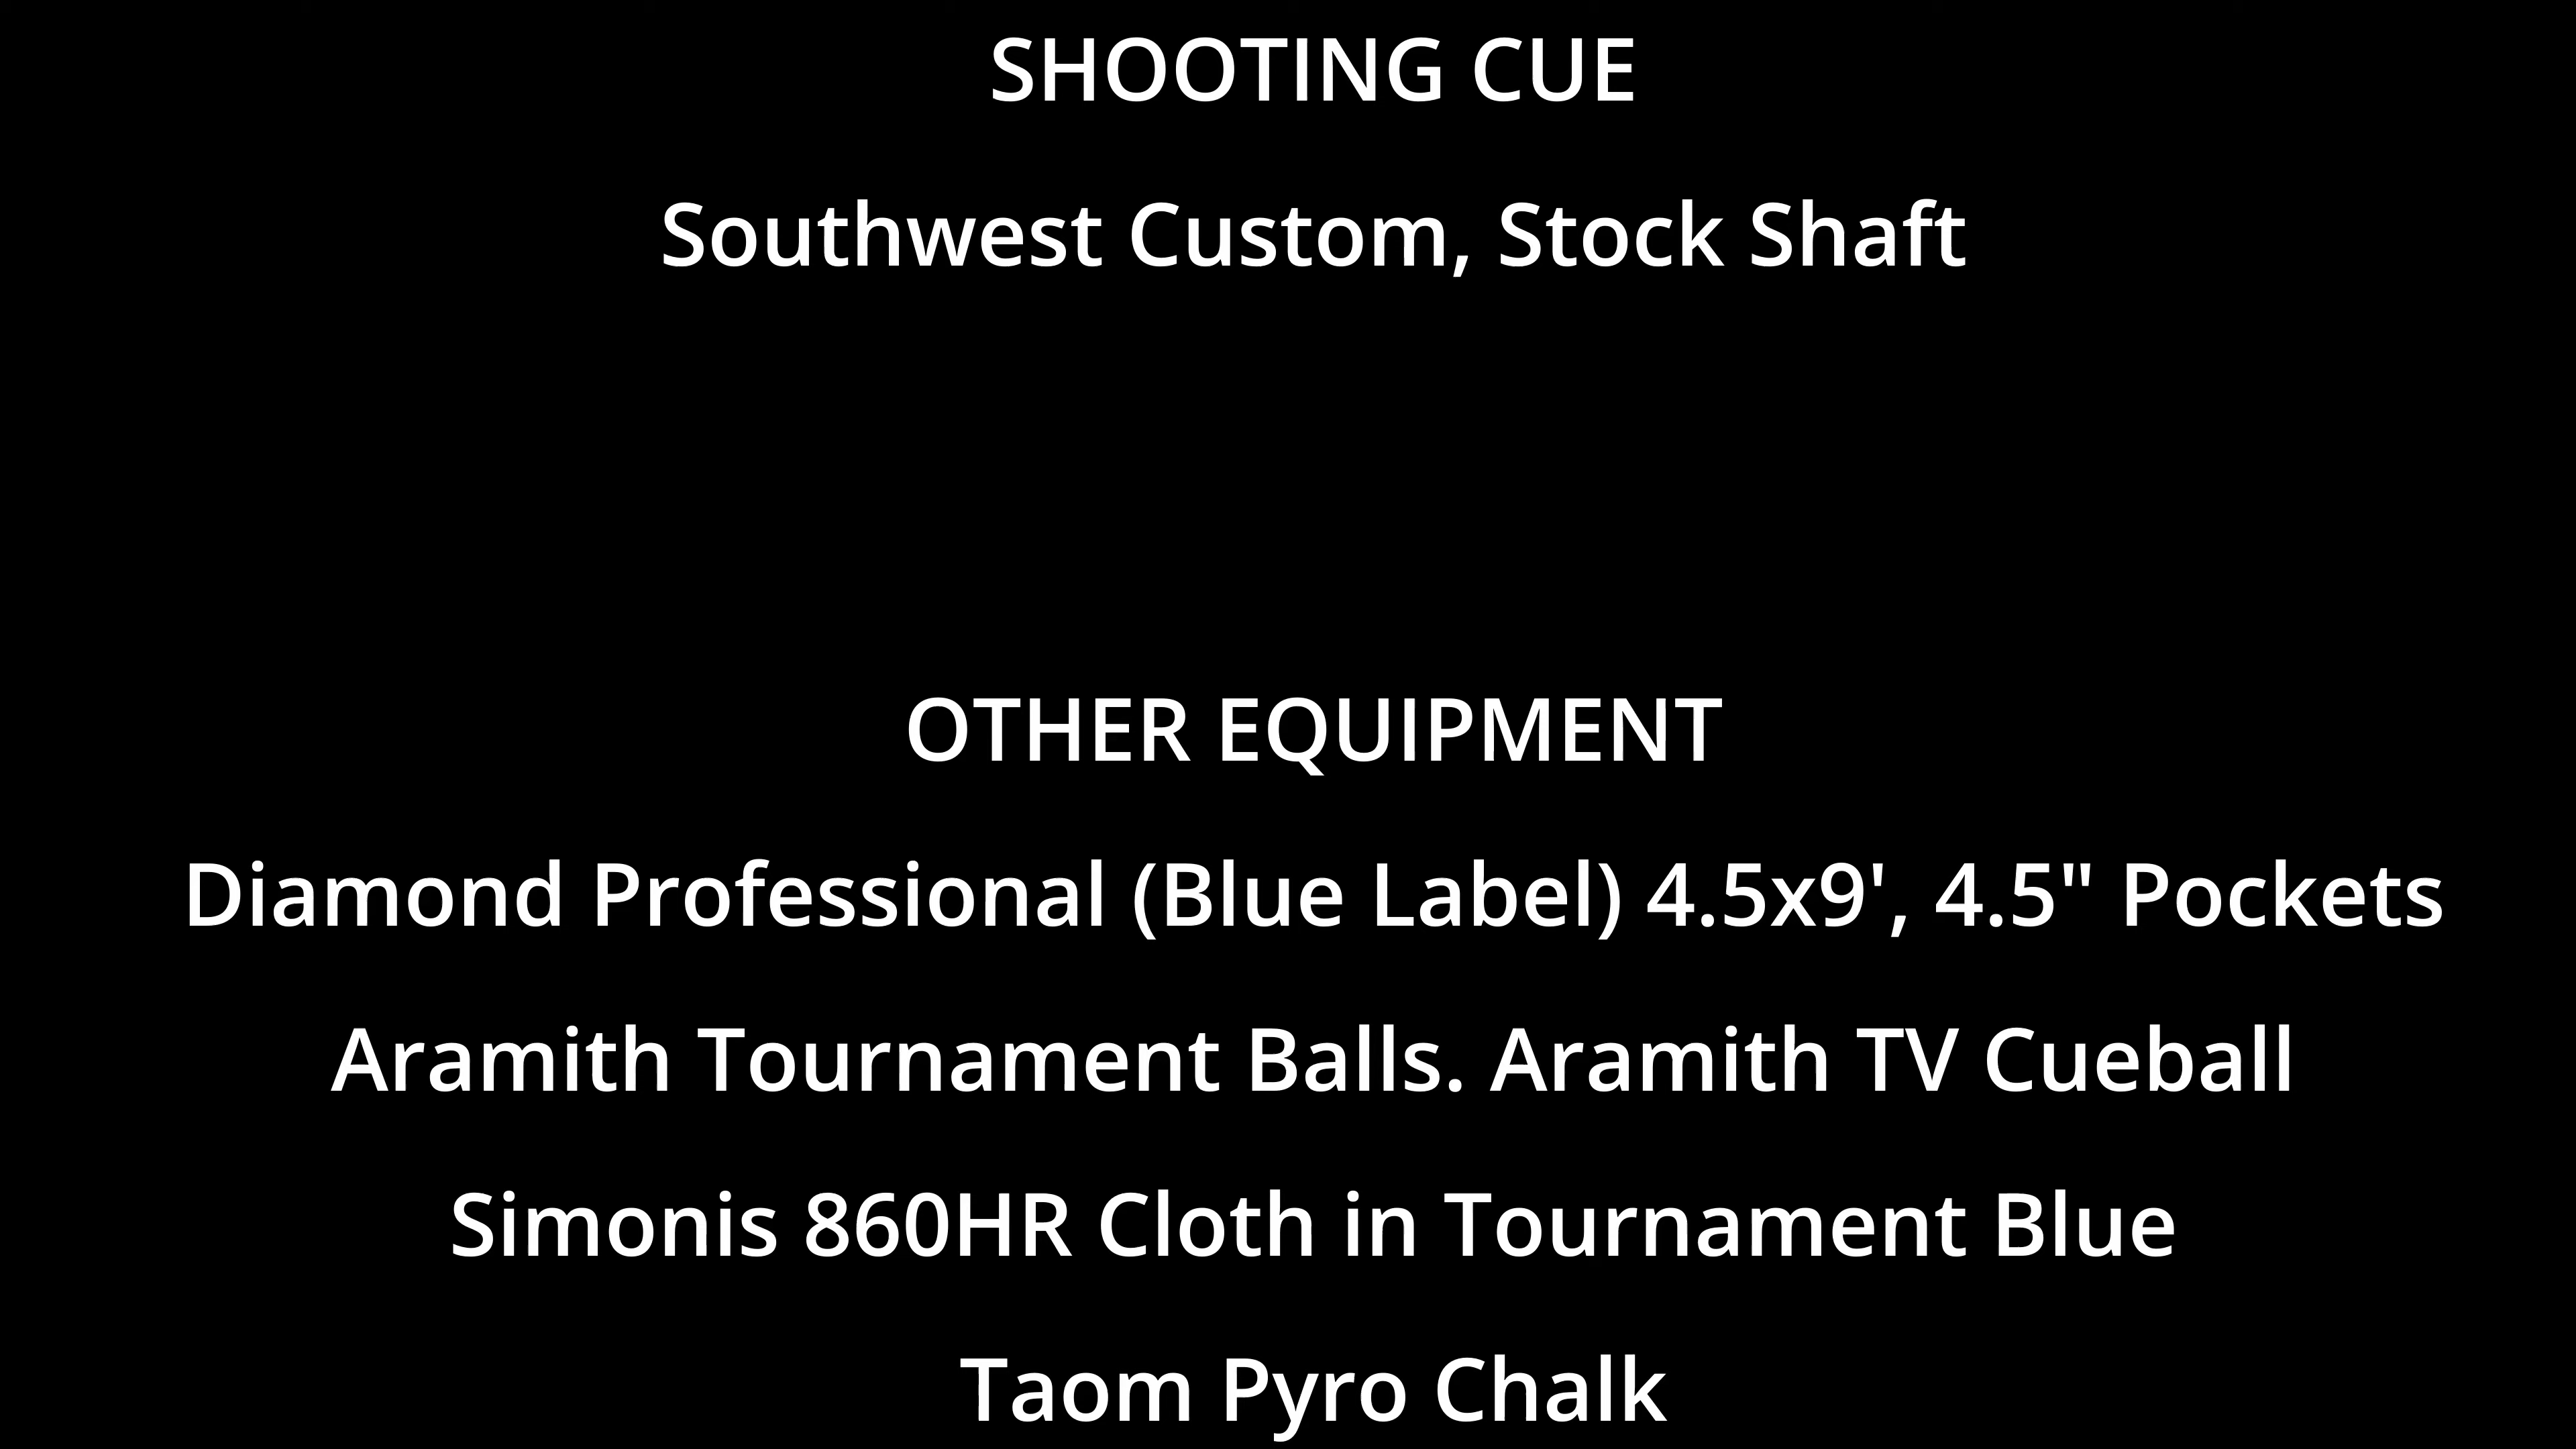 SHOOTING CUE
Southwest Custom, Stock Shaft
OTHER EQUIPMENT
Diamond Professional (Blue Label) 4.5x9', 4.5" Pockets
Aramith Tournament Balls. Aramith TV Cueball
Simonis 860HR Cloth in Tournament Blue
Taom Pyro Chalk